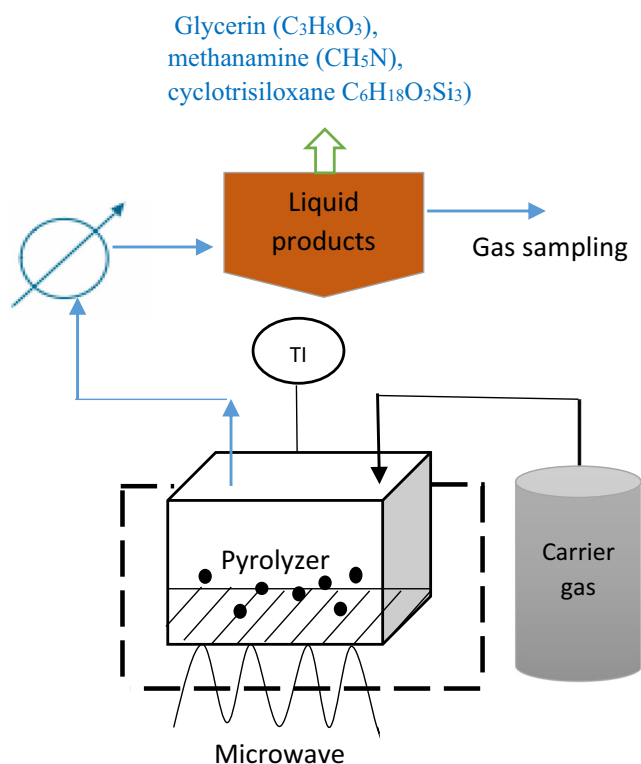 Glycerin (C₃H₈O₃),
methanamine (CH₅N),
cyclotrisiloxane C₆H₁₈O₃Si₃)
Liquid
products
Gas sampling
TI
Pyrolyzer
Carrier
gas
Microwave